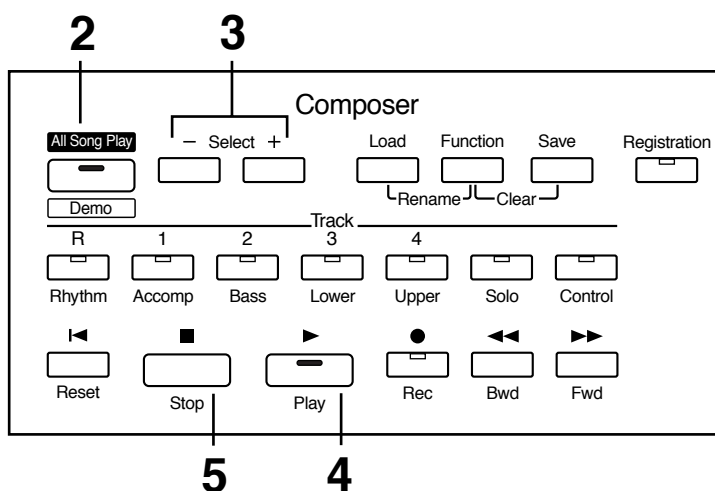 2 3
Composer
All Song Play − Select + Load Function Save Registration
Demo Rename Clear
Track
R 1 2 3 4
Rhythm Accomp Bass Lower Upper Solo Control
Reset Stop Play Rec Bwd Fwd
5 4